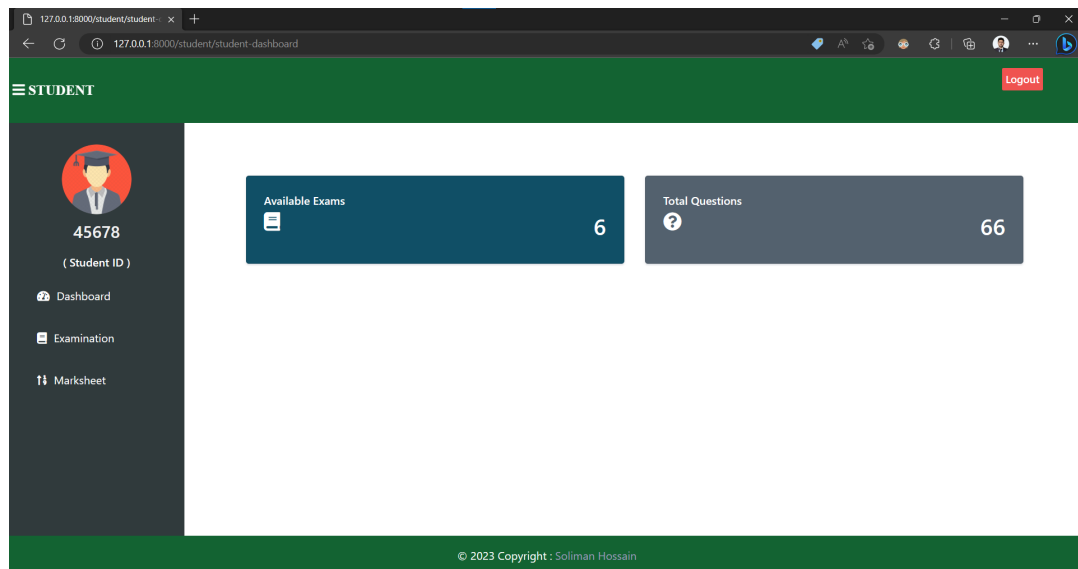 127.0.0.1:8000/student/student-
127.0.0.1:8000/student/student-dashboard
STUDENT
Logout
45678
( Student ID )
Dashboard
Examination
Marksheet
Available Exams
6
Total Questions
66
© 2023 Copyright : Soliman Hossain